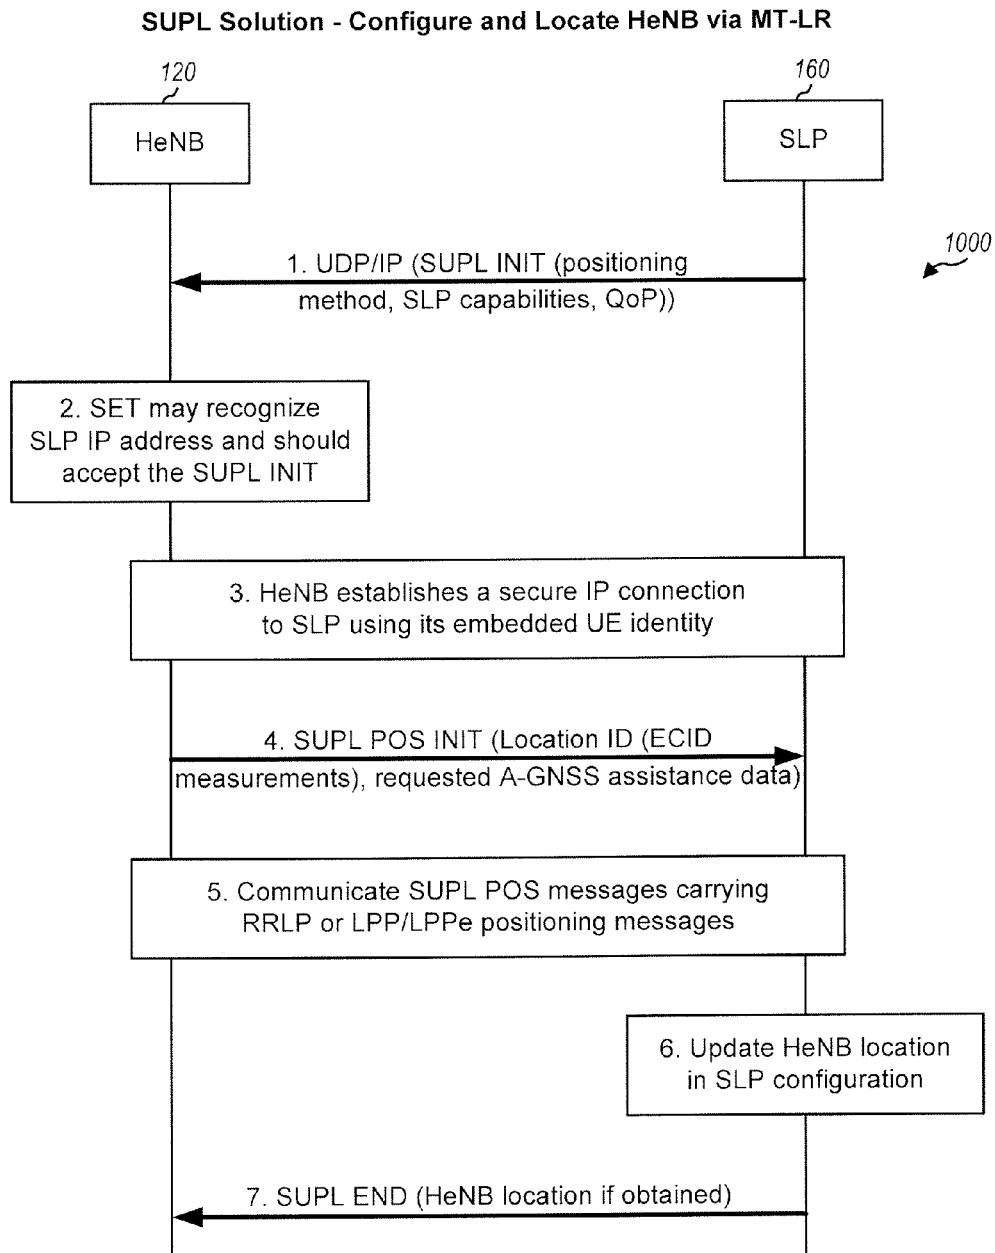 SUPL Solution - Configure and Locate HeNB via MT-LR
120
160
HeNB
SLP
1000
1. UDP/IP (SUPL INIT (positioning
method, SLP capabilities, QoP))
2. SET may recognize
SLP IP address and should
accept the SUPL INIT
3. HeNB establishes a secure IP connection
to SLP using its embedded UE identity
4. SUPL POS INIT (Location ID (ECID
measurements), requested A-GNSS assistance data)
5. Communicate SUPL POS messages carrying
RRLP or LPP/LPPe positioning messages
6. Update HeNB location
in SLP configuration
7. SUPL END (HeNB location if obtained)